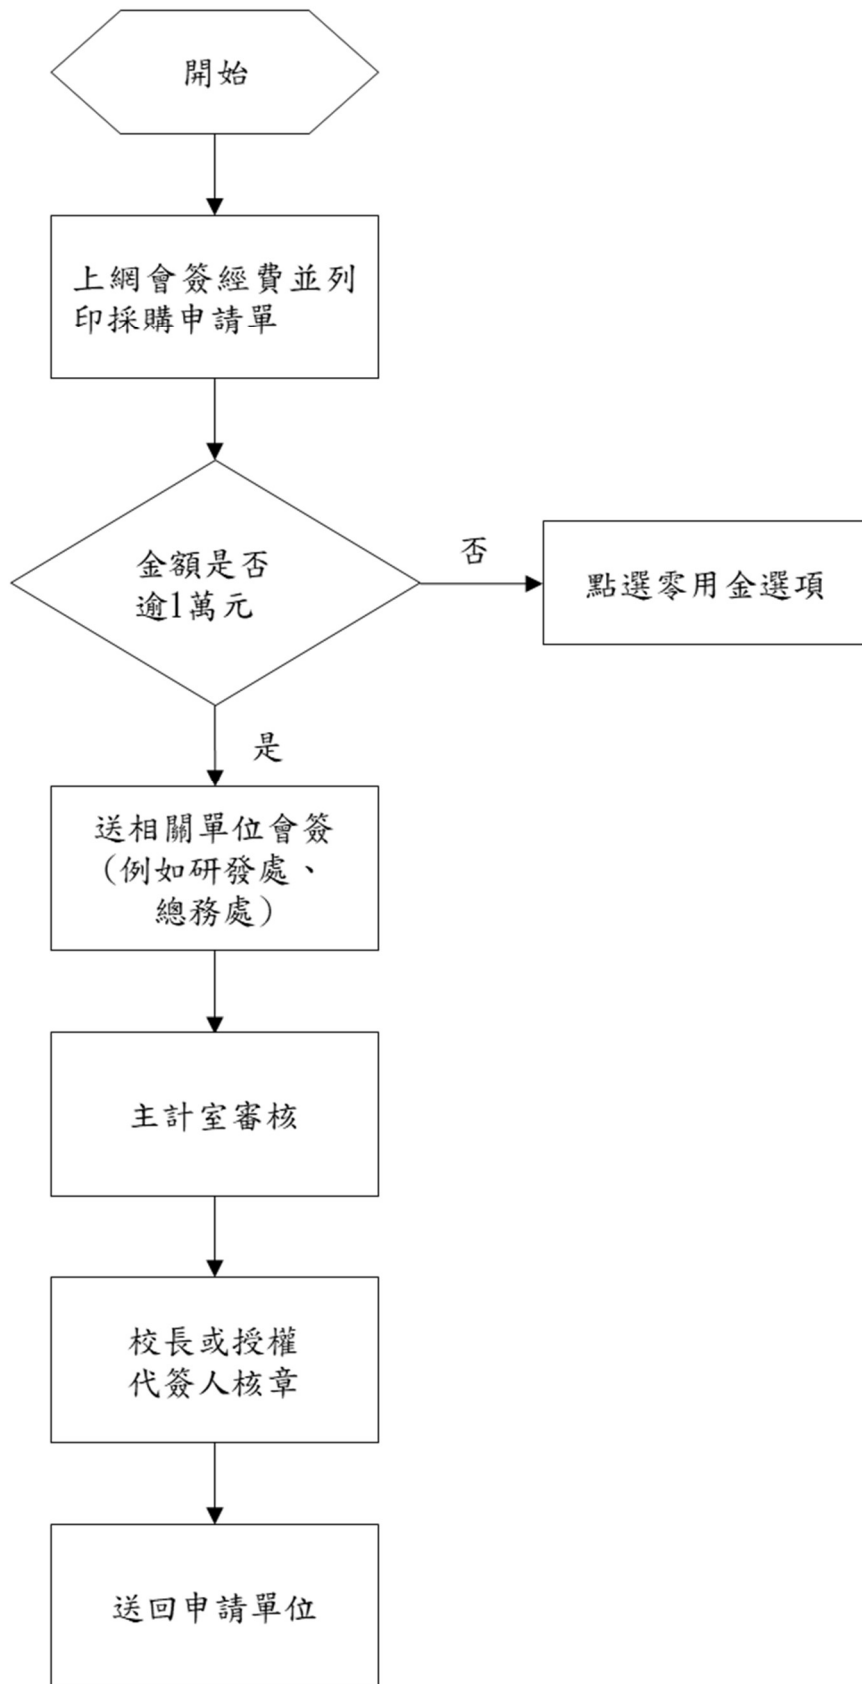 開始
上網會簽經費並列
印採購申請單
金額是否
逾1萬元
否
點選零用金選項
是
送相關單位會簽
（例如研發處、
總務處）
主計室審核
校長或授權
代簽人核章
送回申請單位